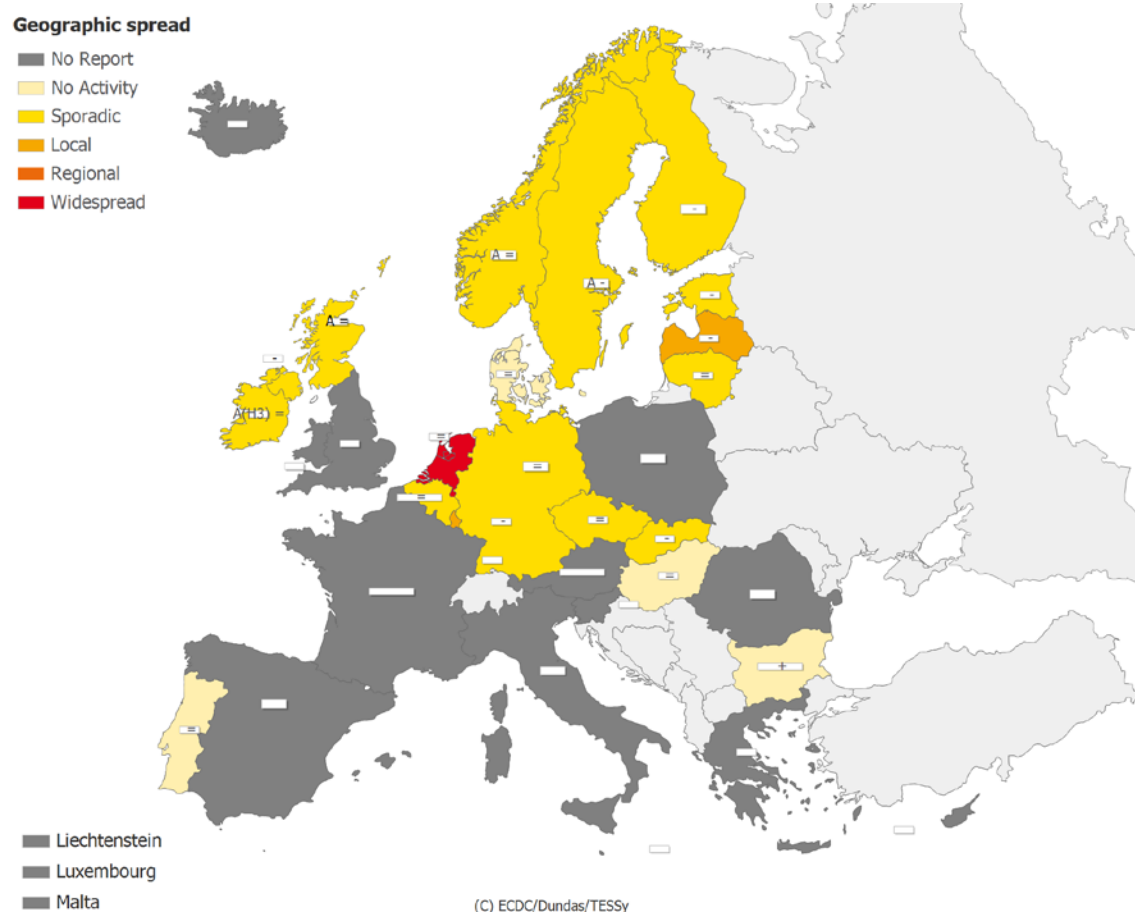 Geographic spread
No Report
No Activity
Sporadic
Local
Regional
Widespread
-
A =
A -
-
A =
-
-
=
A(H3) =
=
=
=
=
-
=
-
=
+
=
Liechtenstein
Luxembourg
Malta
(C) ECDC/Dundas/TESSy